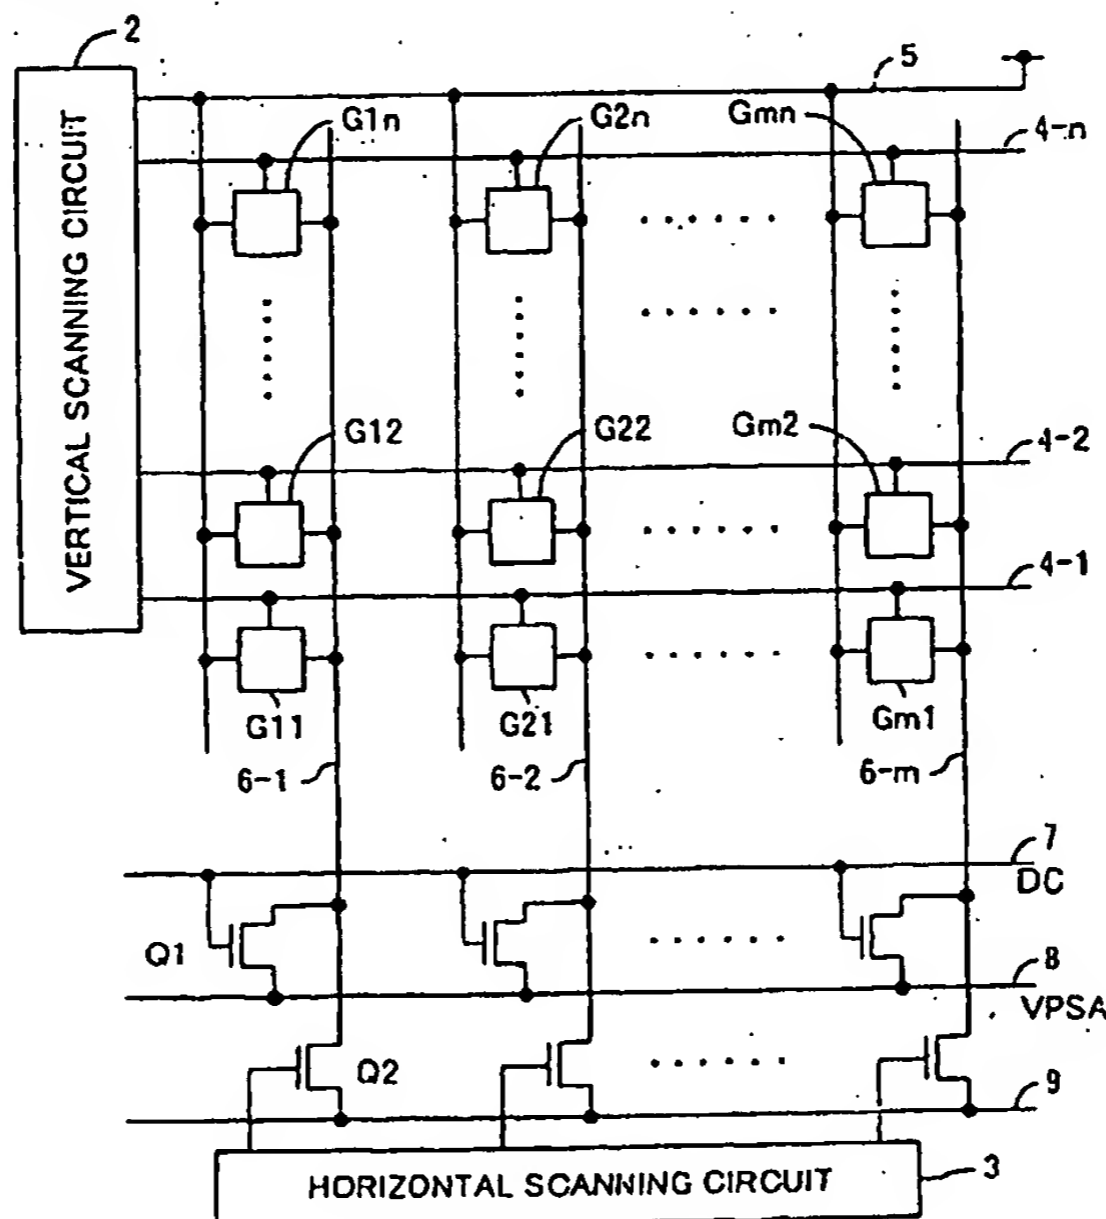 2
5
VERTICAL SCANNING CIRCUIT
G1n
G2n
Gmn
4-n
G12
G22
Gm2
4-2
4-1
G11
G21
Gm1
6-1
6-2
6-m
7
DC
Q1
8
VPSA
Q2
9
HORIZONTAL SCANNING CIRCUIT
3